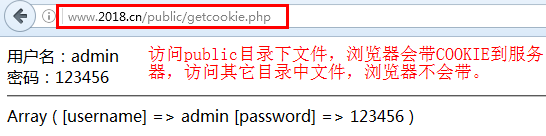 www.2018.cn/public/getcookie.php
用户名：admin
密码：123456
访问public目录下文件，浏览器会带COOKIE到服
务器，访问其它目录中文件，浏览器不会带。
Array ( [username] => admin [password] => 123456 )